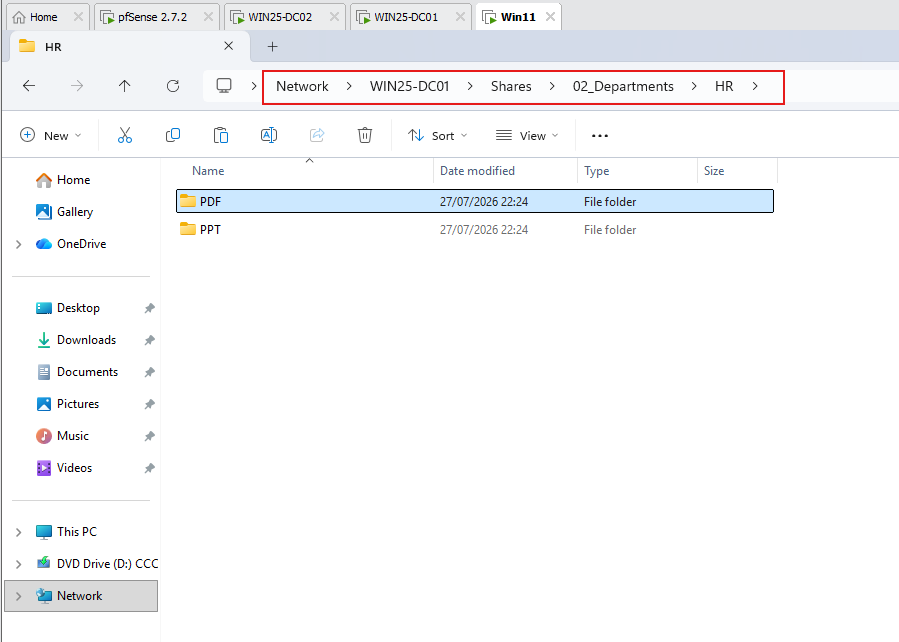 Home pfSense 2.7.2 WIN25-DC02 WIN25-DC01 Win11
HR
Network WIN25-DC01 Shares 02_Departments HR
New Sort View
Name Date modified Type Size
Home
Gallery
OneDrive
Desktop
Downloads
Documents
Pictures
Music
Videos
This PC
DVD Drive (D:) CCC
Network
PDF 27/07/2026 22:24 File folder
PPT 27/07/2026 22:24 File folder